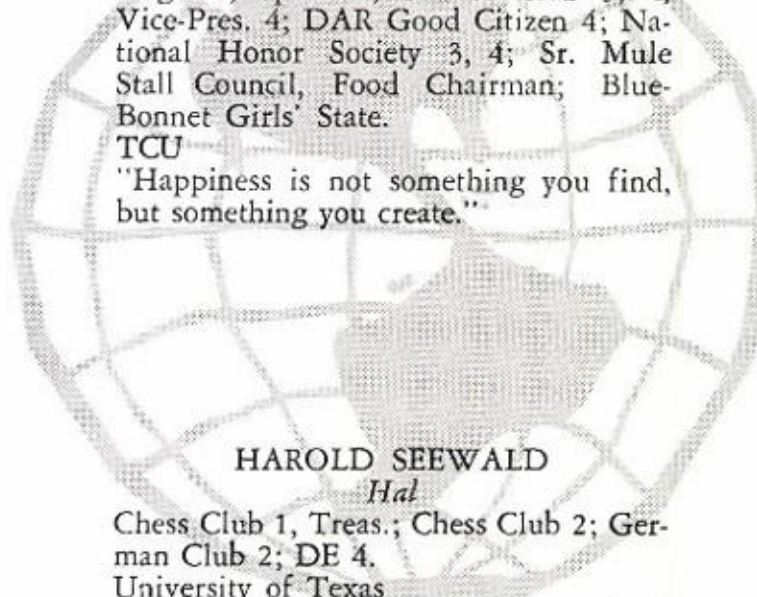 Vice-Pres. 4; DAR Good Citizen 4; Na-
tional Honor Society 3, 4; Sr. Mule
Stall Council, Food Chairman; Blue-
Bonnet Girls' State.
TCU
"Happiness is not something you find,
but something you create."
HAROLD SEEWALD
Hal
Chess Club 1, Treas.; Chess Club 2; Ger-
man Club 2; DE 4.
University of Texas